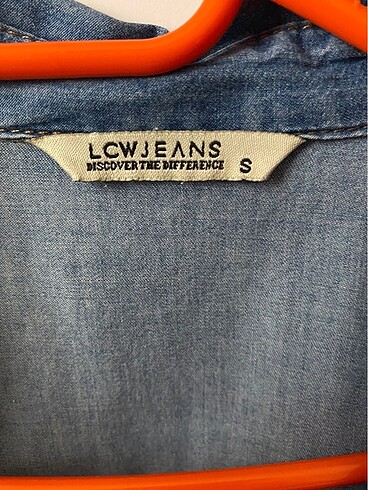 LCWJEANS
DISCOVER THE DIFFERENCE
S